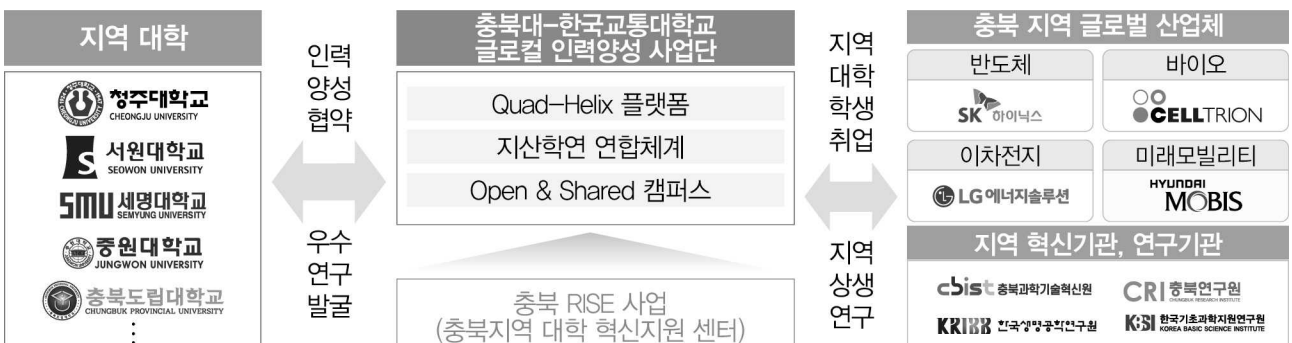 지역 대학
청주대학교
CHEONGJU UNIVERSITY
서원대학교
SEOWON UNIVERSITY
SMU 세명대학교
SEMYUNG UNIVERSITY
중원대학교
JUNGWON UNIVERSITY
충북도립대학교
CHUNGBUK PROVINCIAL UNIVERSITY
인력
양성
협약
우수
연구
발굴
충북대-한국교통대학교
글로컬 인력양성 사업단
Quad-Helix 플랫폼
지산학연 연합체계
Open & Shared 캠퍼스
충북 RISE 사업
(충북지역 대학 혁신지원 센터)
지역
대학
학생
취업
지역
상생
연구
충북 지역 글로벌 산업체
반도체
SK 하이닉스
바이오
CELLTRION
이차전지
LG에너지솔루션
미래모빌리티
HYUNDAI
MOBIS
지역 혁신기관, 연구기관
cbist 충북과학기술혁신원
CRI 충북연구원
CHUNGBUK RESEARCH INSTITUTE
KRIBB 한국생명공학연구원
KBSI 한국기초과학지원연구원
KOREA BASIC SCIENCE INSTITUTE